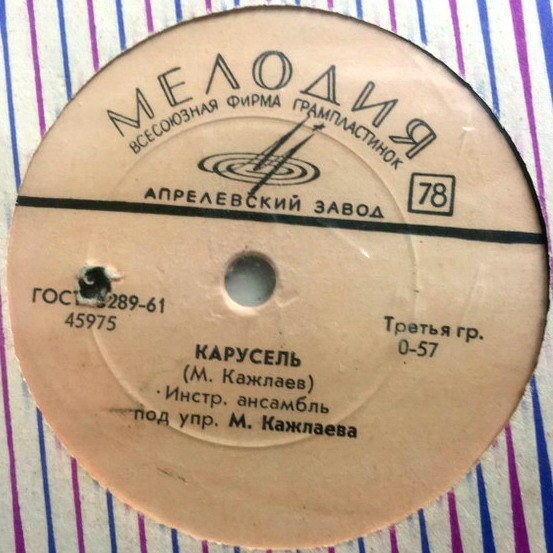 МЕЛОДИЯ
ВСЕСОЮЗНАЯ ФИРМА ГРАМПЛАСТИНОК
АПРЕЛЕВСКИЙ ЗАВОД
78
ГОСТ 289-61
45975
Третья гр.
0-57
КАРУСЕЛЬ
(М. Кажлаев)
Инстр. ансамбль
под упр. М. Кажлаева